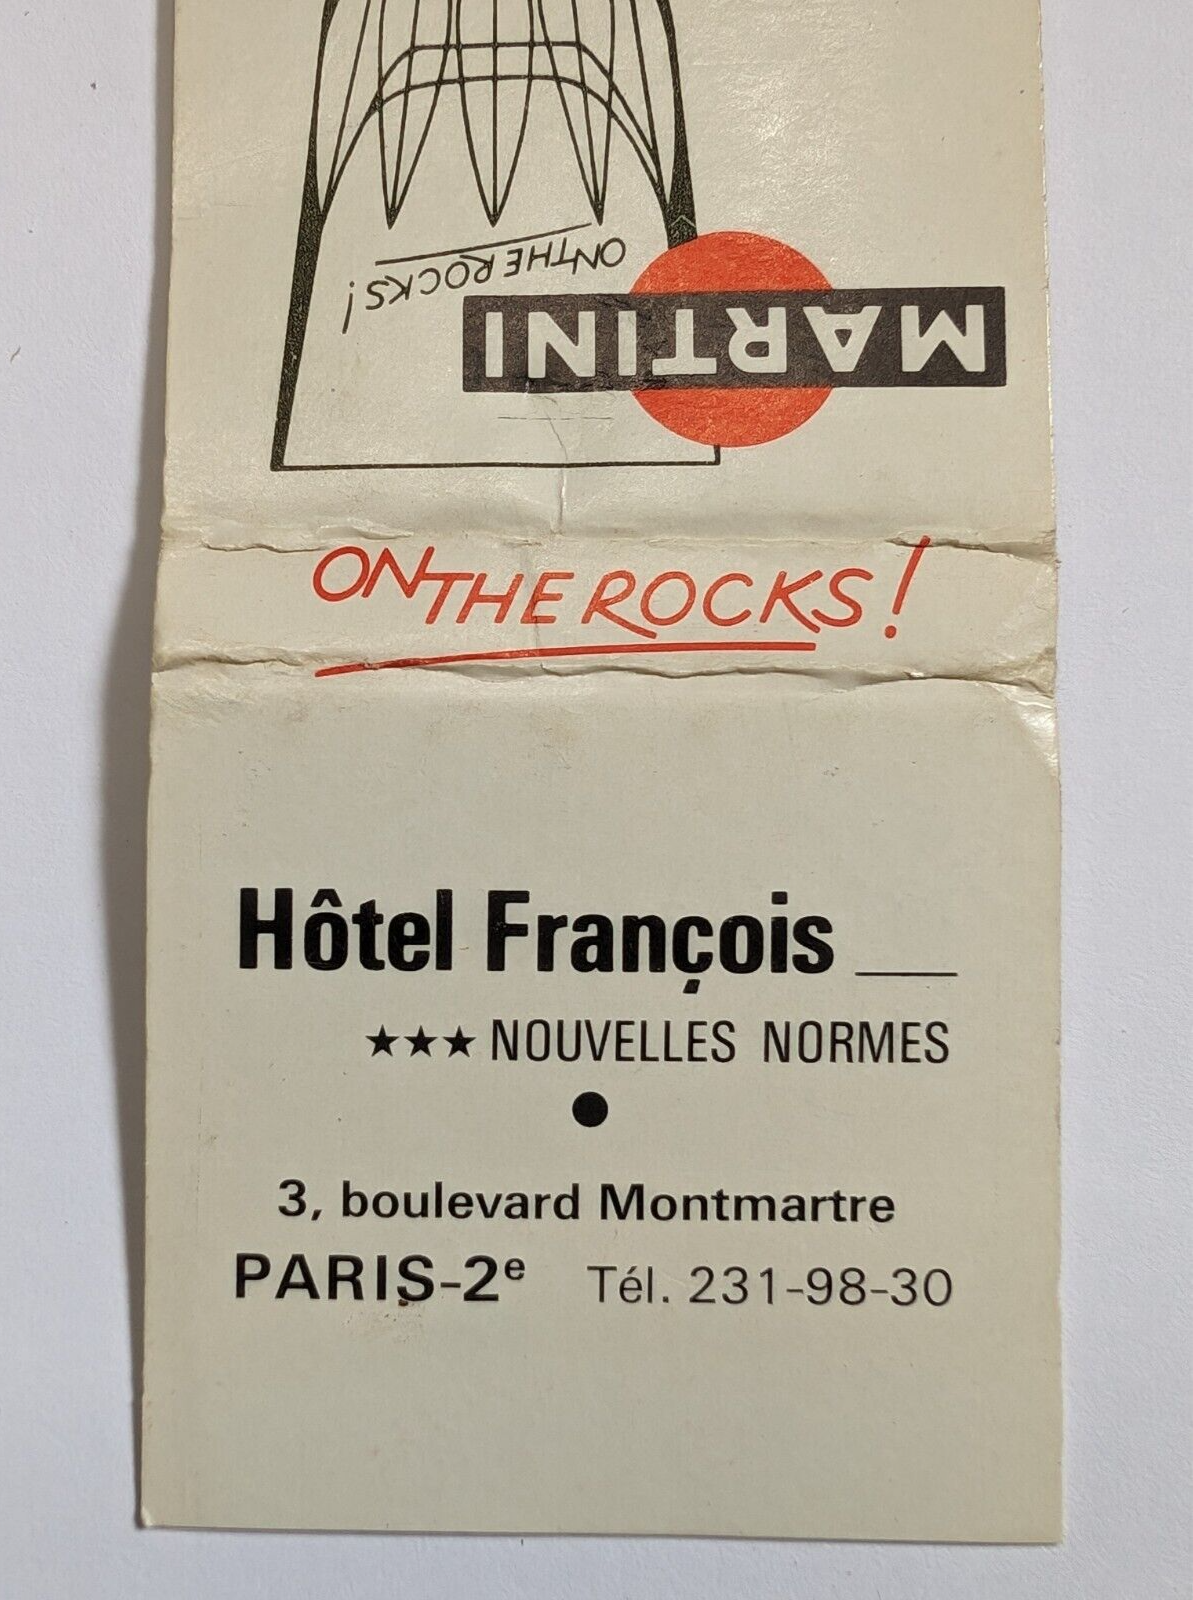 ON THE ROCKS!
MARTINI
ON THE ROCKS!
Hôtel François
★★★ NOUVELLES NORMES
●
3, boulevard Montmartre
PARIS-2e Tél. 231-98-30